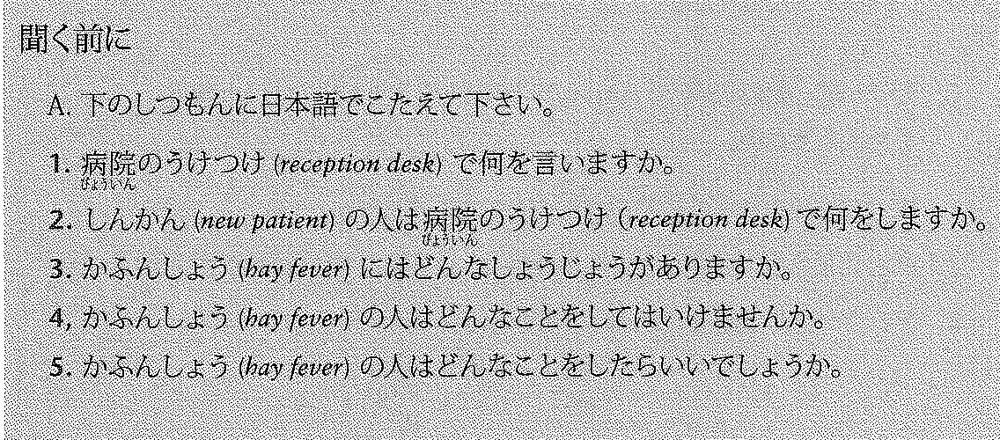 聞く前に
A. 下のしつもんに日本語でこたえて下さい。
1. 病院のうけつけ (reception desk) で何を言いますか。
びょういん
2. しんかん (new patient) の人は病院のうけつけ (reception desk) で何をしますか。
びょういん
3. かふんしょう (hay fever) にはどんなしょうじょうがありますか。
4, かふんしょう (hay fever) の人はどんなことをしてはいけませんか。
5. かふんしょう (hay fever) の人はどんなことをしたらいいでしょうか。